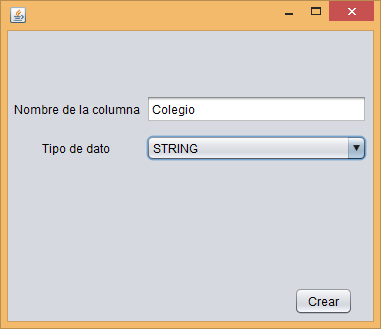 Nombre de la columna Colegio
Tipo de dato STRING
Crear